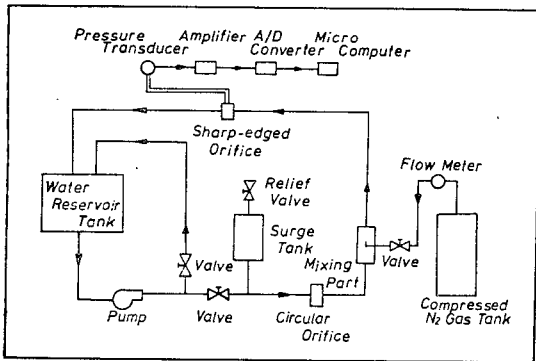 Pressure Transducer
Amplifier
A/D Converter
Micro Computer
Sharp-edged Orifice
Flow Meter
Water Reservoir Tank
Relief Valve
Surge Tank
Mixing Part
Valve
Valve
Pump
Valve
Circular Orifice
Compressed N2 Gas Tank